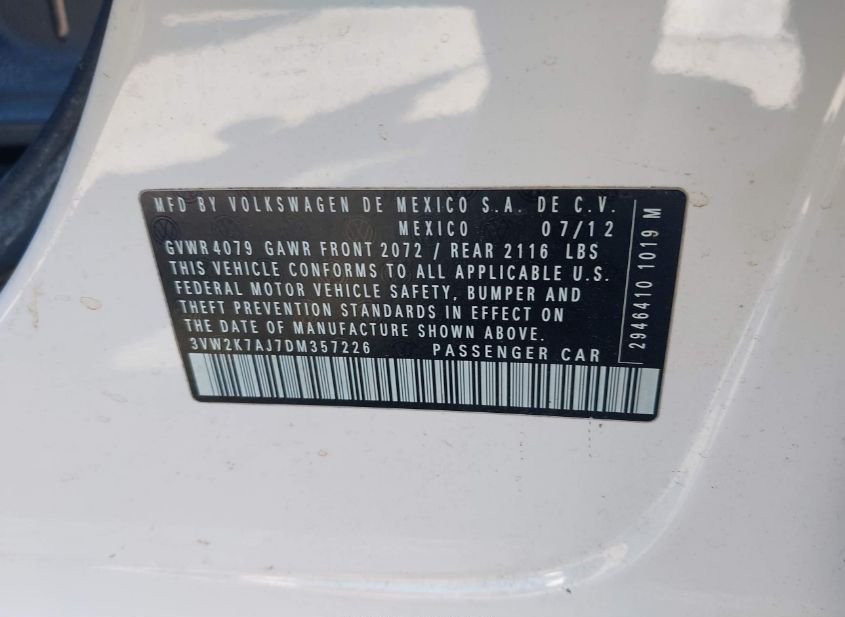 MFD BY VOLKSWAGEN DE MEXICO S.A. DE C.V.
MEXICO 07/12
GVWR 4079 GAWR FRONT 2072 / REAR 2116 LBS
THIS VEHICLE CONFORMS TO ALL APPLICABLE U.S.
FEDERAL MOTOR VEHICLE SAFETY, BUMPER AND
THEFT PREVENTION STANDARDS IN EFFECT ON
THE DATE OF MANUFACTURE SHOWN ABOVE.
3VW2K7AJ7DM357226 PASSENGER CAR
2946410 1019 M